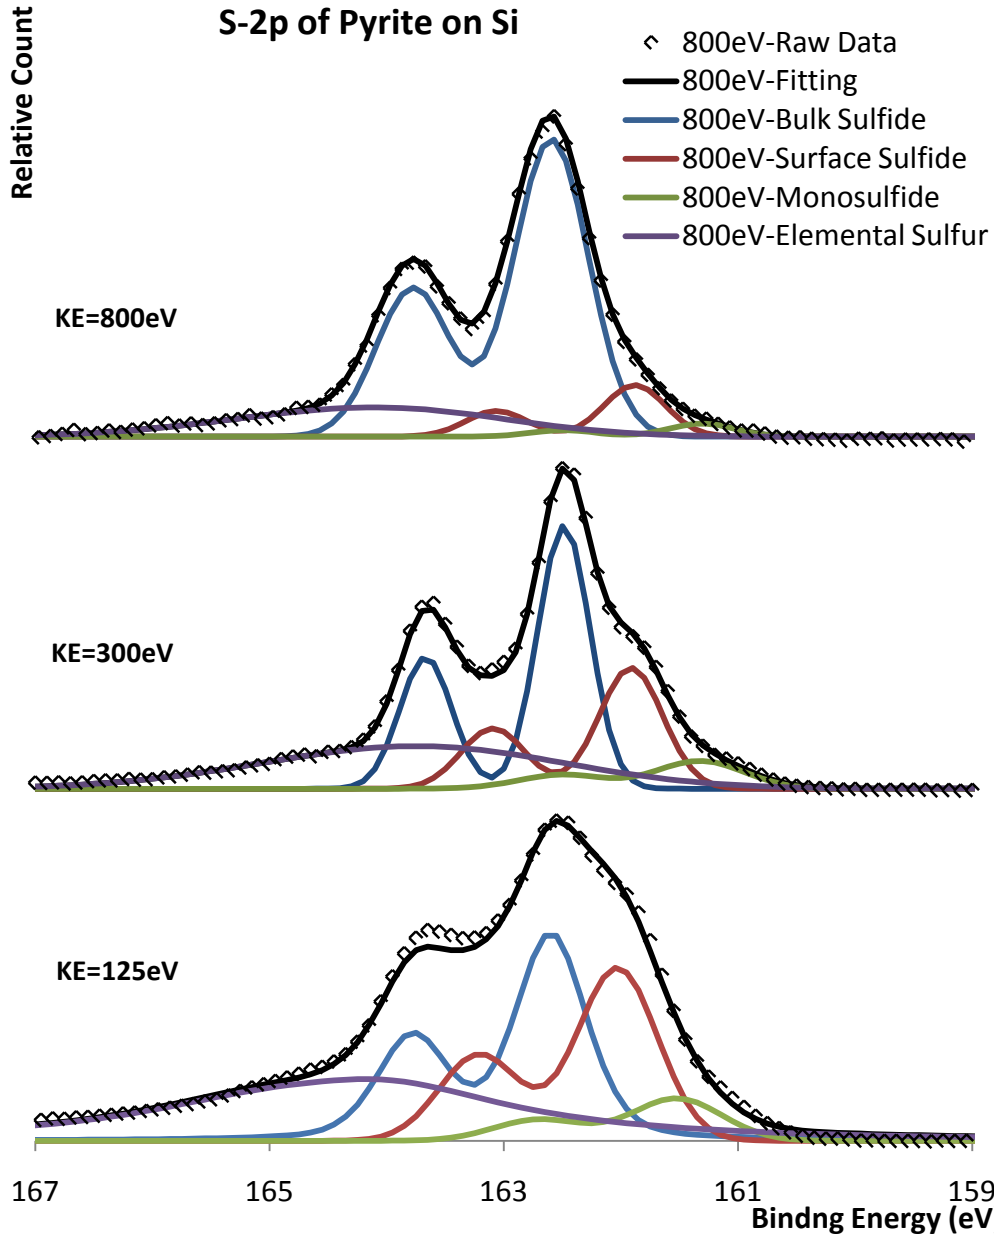 S-2p of Pyrite on Si
Relative Count
800eV-Raw Data
800eV-Fitting
800eV-Bulk Sulfide
800eV-Surface Sulfide
800eV-Monosulfide
800eV-Elemental Sulfur
KE=800eV
KE=300eV
KE=125eV
167 165 163 161 159
Bindng Energy (eV